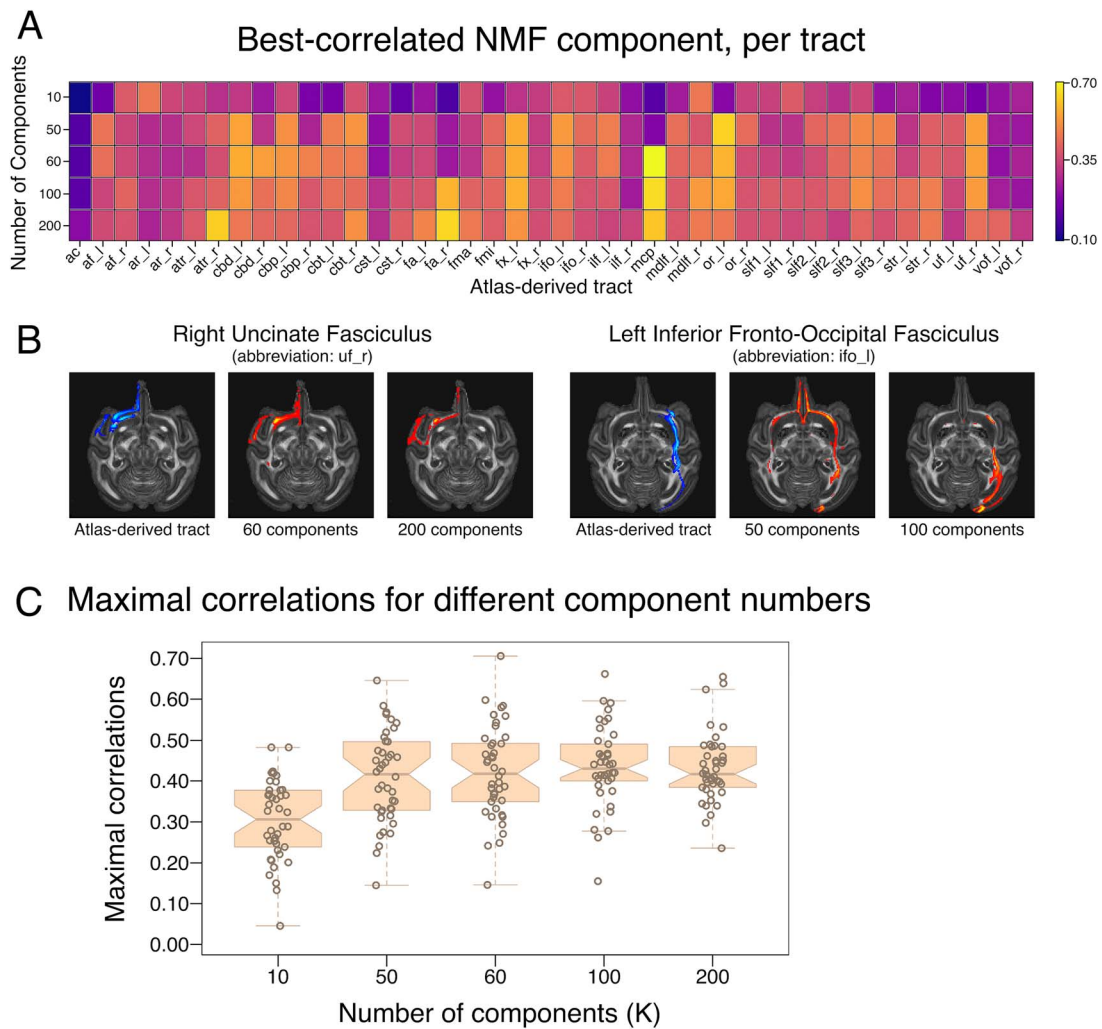 A
Best-correlated NMF component, per tract
Number of Components
10
50
60
100
200
0.70
0.35
0.10
ac af_l af_r ar_l ar_r atr_l atr_r cbd_l cbd_r cbp_l cbp_r cbt_l cbt_r cst_l cst_r fa_l fa_r fma fmi fx_l fx_r ifo_l ifo_r ilf_l ilf_r mcp mdlf_l mdlf_r or_l or_r slf1_l slf1_r slf2_l slf2_r slf3_l slf3_r str_l str_r uf_l uf_r vof_l vof_r
Atlas-derived tract
B
Right Uncinate Fasciculus
(abbreviation: uf_r)
Atlas-derived tract
60 components
200 components
Left Inferior Fronto-Occipital Fasciculus
(abbreviation: ifo_l)
Atlas-derived tract
50 components
100 components
C
Maximal correlations for different component numbers
Maximal correlations
0.70
0.60
0.50
0.40
0.30
0.20
0.10
0.00
10 50 60 100 200
Number of components (K)